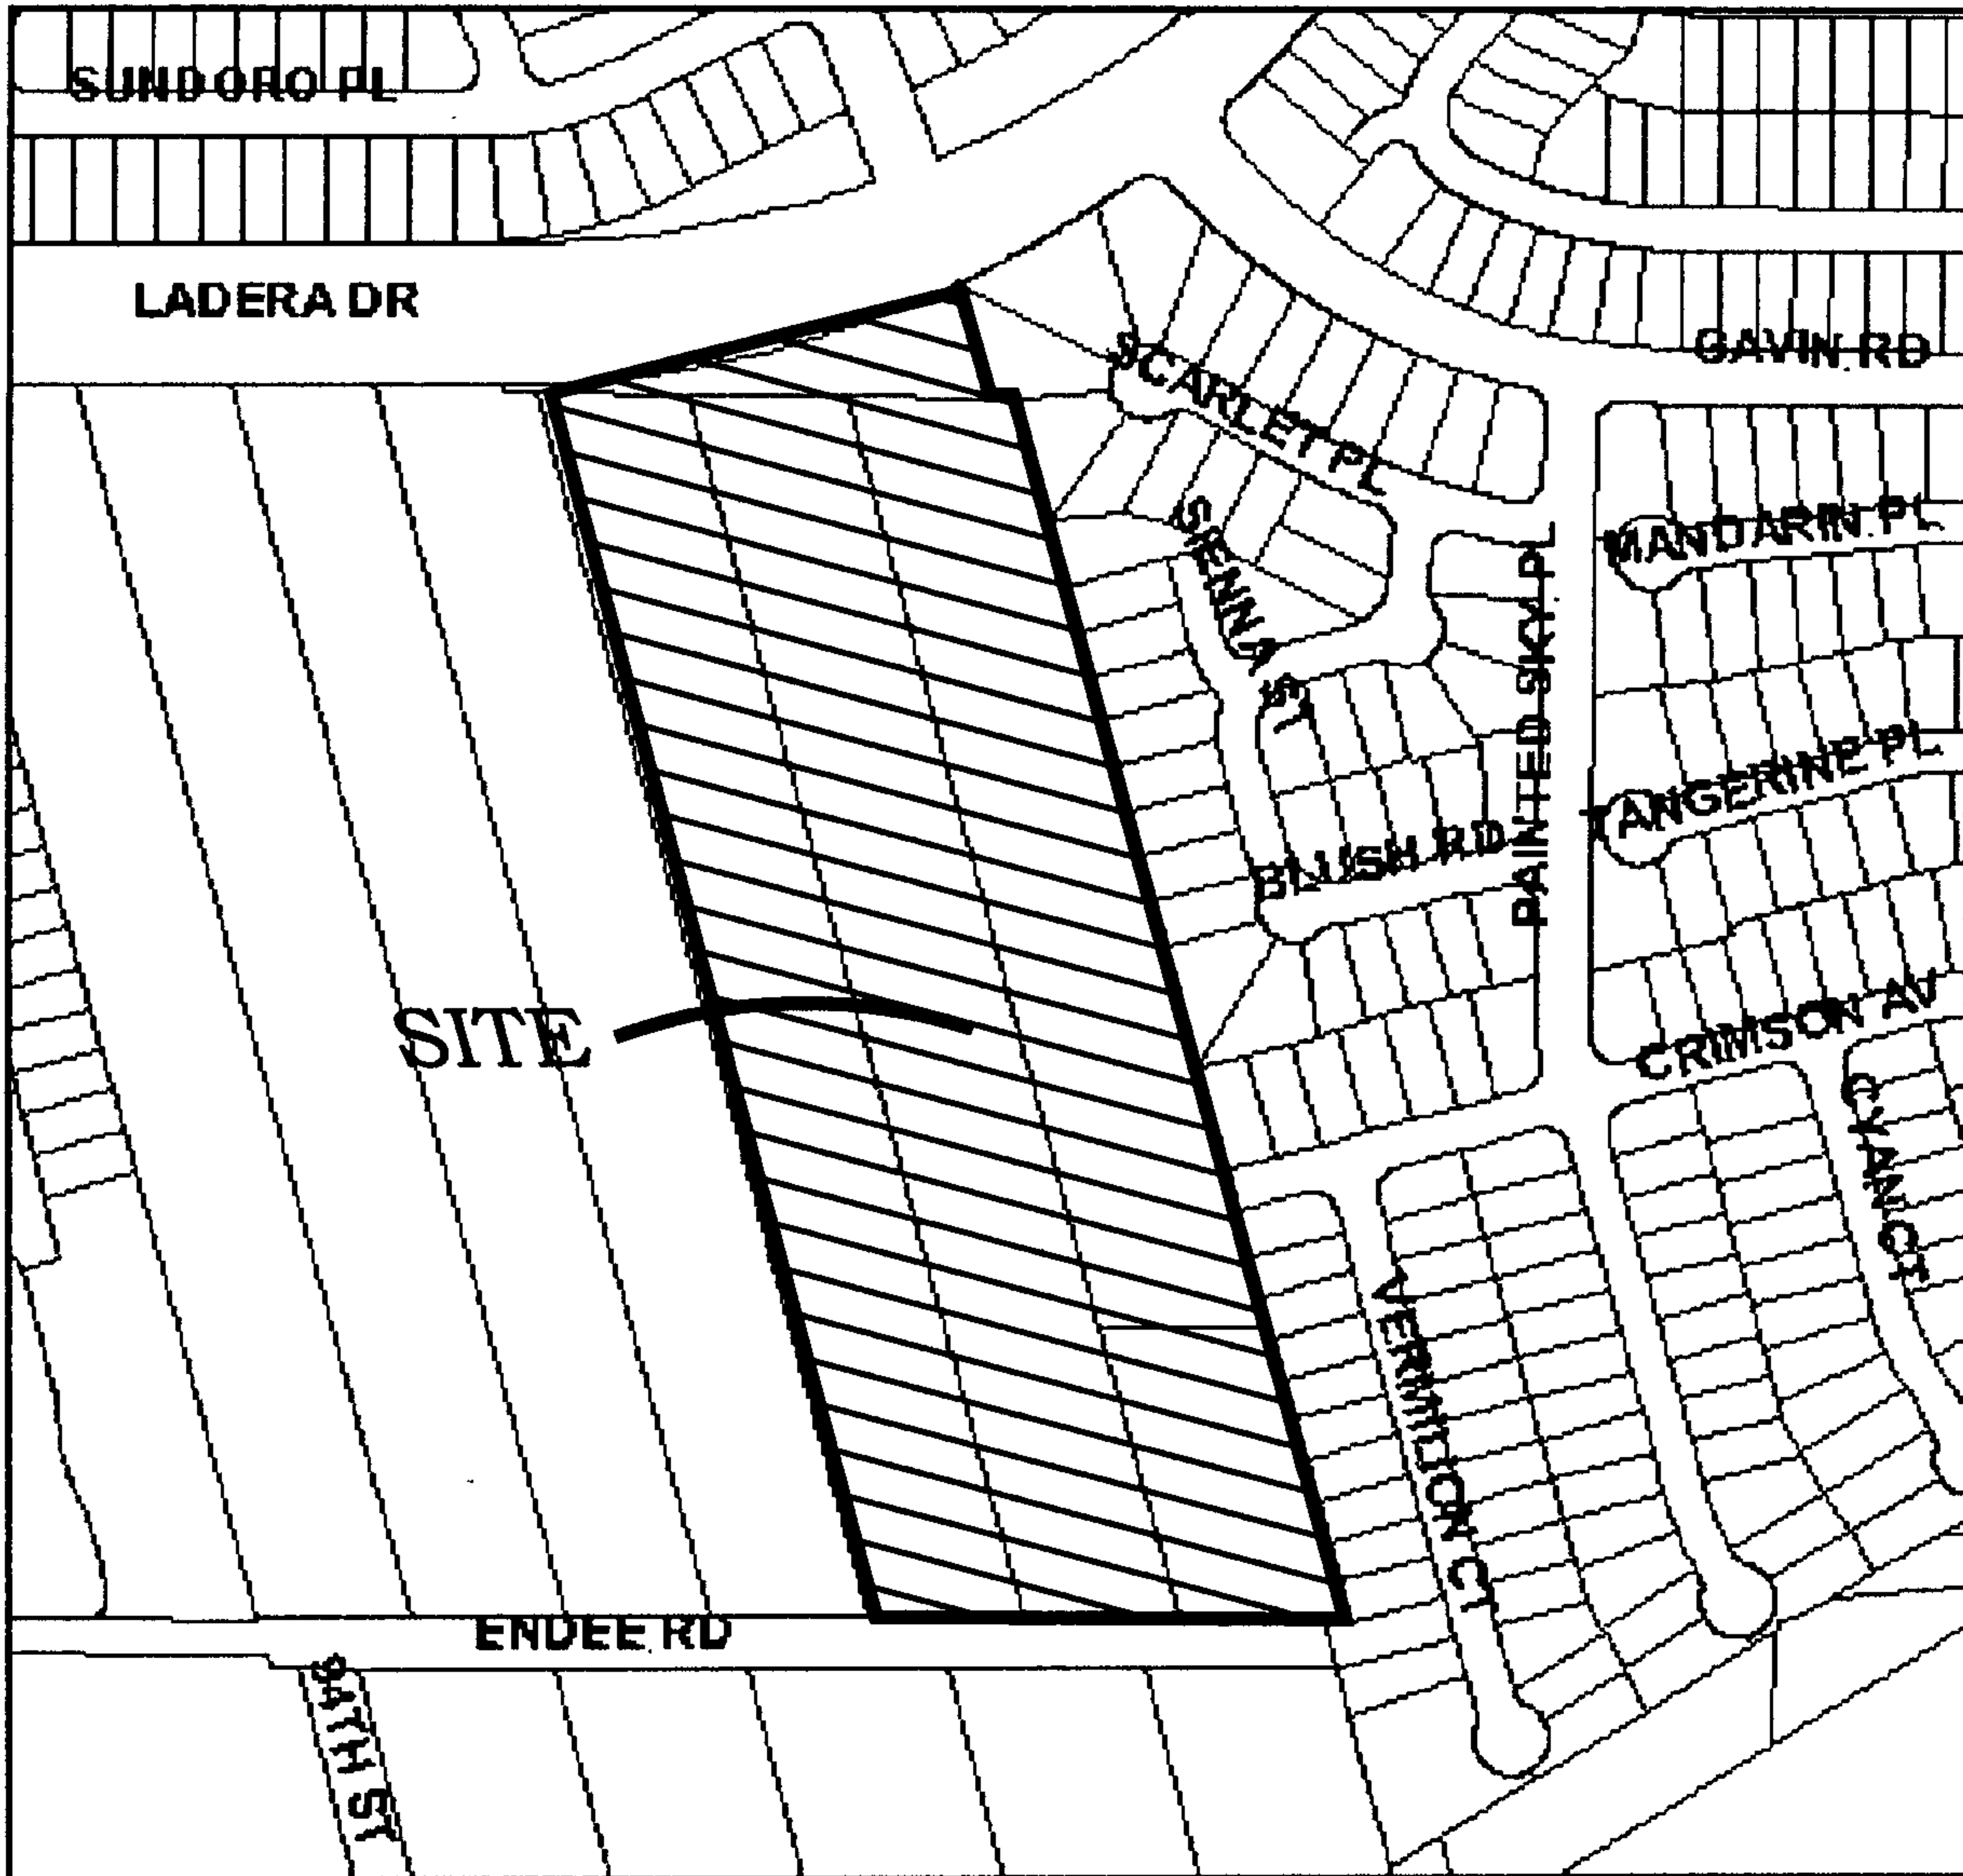 SUNDORO PL
LADERA DR
GAVIN RD
SCARLET PL
SIENNA ST
MANDARIN PL
PAINTED SKY PL
TANGERINE PL
BLUSH RD
CRIMSON AV
SITE
CYAN CT
VERMILION CT
ENDEE RD
94TH ST